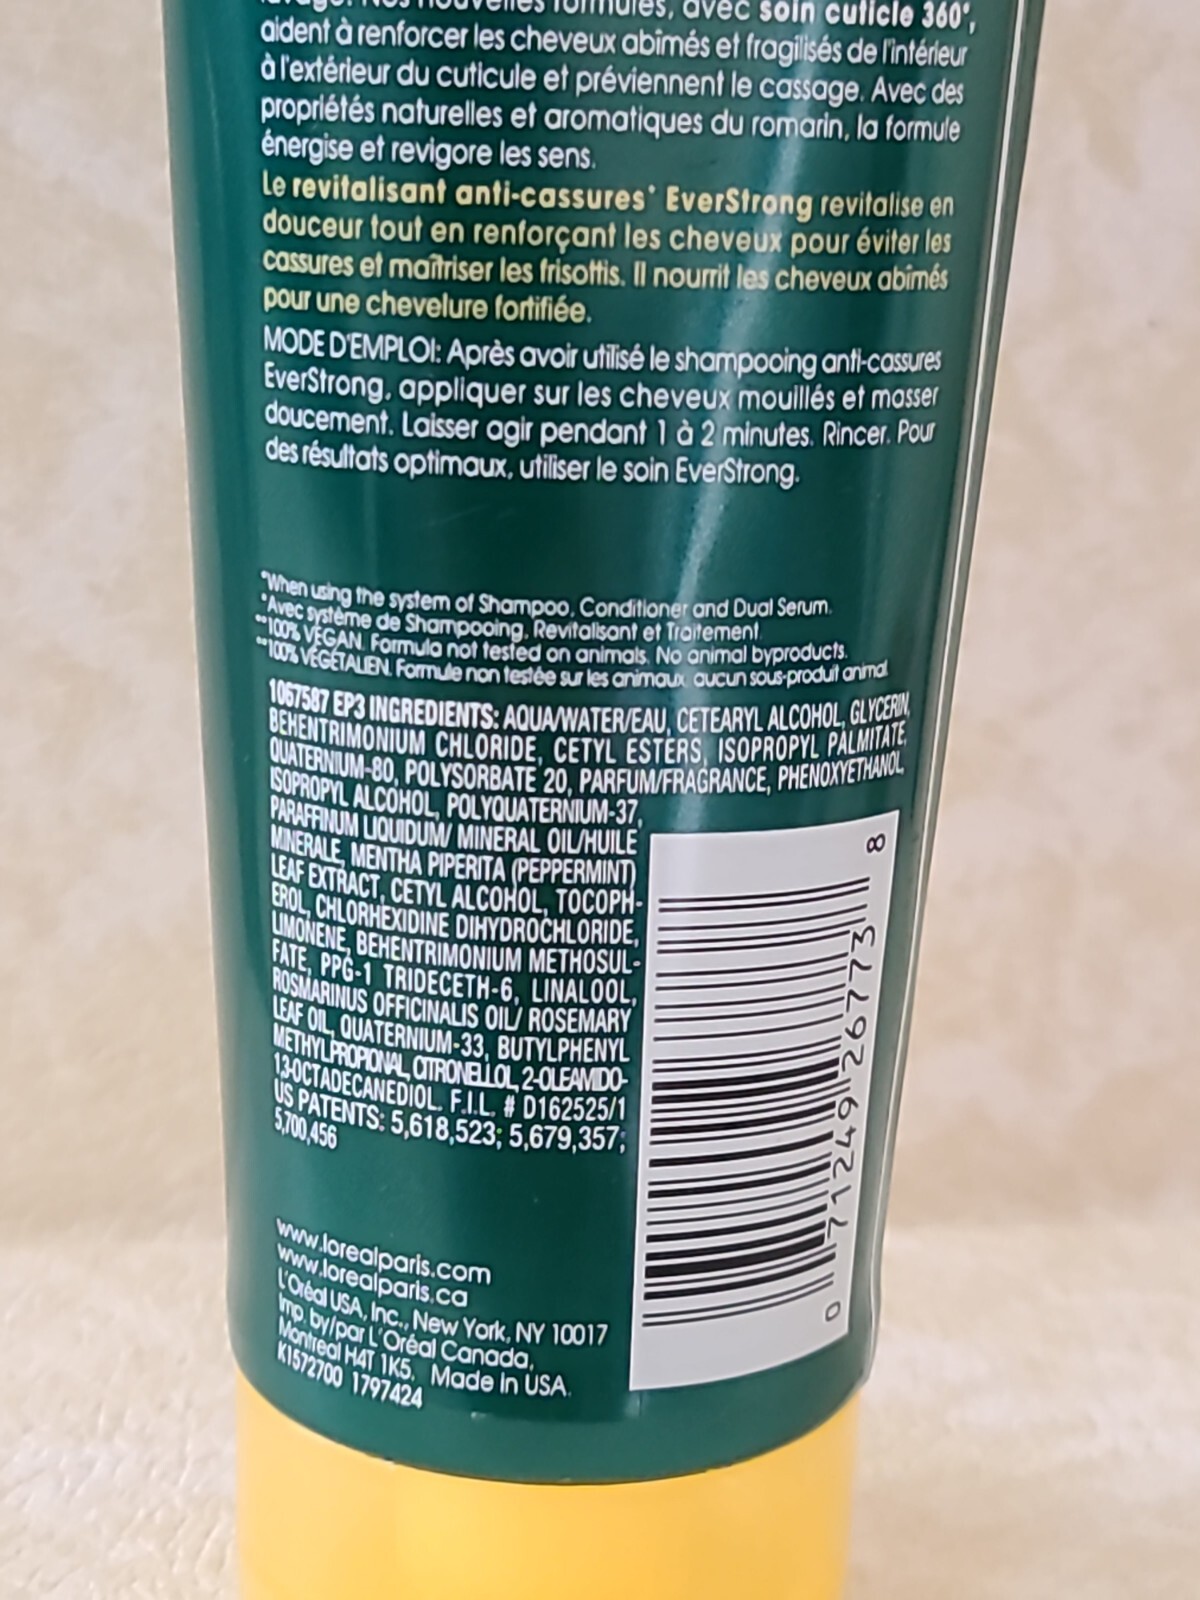 Nos nouvelles formules, avec soin cuticle 360°,
aident à renforcer les cheveux abîmés et fragilisés de l'intérieur
à l'extérieur du cuticule et préviennent le cassage. Avec des
propriétés naturelles et aromatiques du romarin, la formule
énergise et revigore les sens.
Le revitalisant anti-cassures* EverStrong revitalise en
douceur tout en renforçant les cheveux pour éviter les
cassures et maîtriser les frisottis. Il nourrit les cheveux abîmés
pour une chevelure fortifiée.
MODE D'EMPLOI: Après avoir utilisé le shampooing anti-cassures
EverStrong, appliquer sur les cheveux mouillés et masser
doucement. Laisser agir pendant 1 à 2 minutes. Rincer. Pour
des résultats optimaux, utiliser le soin EverStrong.
*When using the system of Shampoo, Conditioner and Dual Serum.
*Avec système de Shampooing, Revitalisant et Traitement.
**100% VEGAN. Formula not tested on animals. No animal byproducts.
**100% VÉGÉTALIEN. Formule non testée sur les animaux, aucun sous-produit animal.
1067587 EP3 INGREDIENTS: AQUA/WATER/EAU, CETEARYL ALCOHOL, GLYCERIN,
BEHENTRIMONIUM CHLORIDE, CETYL ESTERS, ISOPROPYL PALMITATE,
QUATERNIUM-80, POLYSORBATE 20, PARFUM/FRAGRANCE, PHENOXYETHANOL,
ISOPROPYL ALCOHOL, POLYQUATERNIUM-37,
PARAFFINUM LIQUIDUM/ MINERAL OIL/HUILE
MINERALE, MENTHA PIPERITA (PEPPERMINT)
LEAF EXTRACT, CETYL ALCOHOL, TOCOPH-
EROL, CHLORHEXIDINE DIHYDROCHLORIDE,
LIMONENE, BEHENTRIMONIUM METHOSUL-
FATE, PPG-1 TRIDECETH-6, LINALOOL,
ROSMARINUS OFFICINALIS OIL/ ROSEMARY
LEAF OIL, QUATERNIUM-33, BUTYLPHENYL
METHYLPROPIONAL, CITRONELLOL, 2-OLEAMIDO-
1,3-OCTADECANEDIOL. F.I.L. # D162525/1
US PATENTS: 5,618,523; 5,679,357;
5,700,456
0 71249 26773 8
www.lorealparis.com
www.lorealparis.ca
L'Oréal USA, Inc., New York, NY 10017
Imp. by/par L'Oréal Canada,
Montreal H4T 1K5. Made in USA.
K1572700 1797424